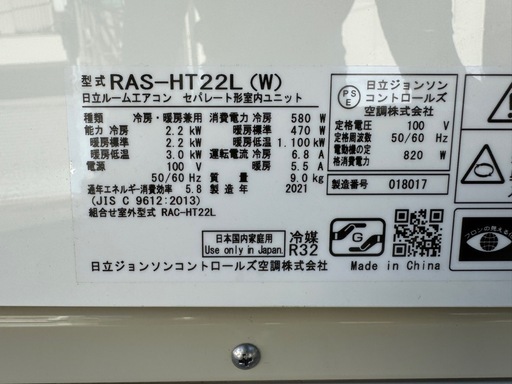 型式 RAS-HT22L (W)
日立ルームエアコン セパレート形室内ユニット
種類 冷房・暖房兼用
能力 冷房 2.2 kW
暖房標準 2.2 kW
暖房低温 3.0 kW
電源 100 V
50/60 Hz
通年エネルギー消費効率 5.8
(JIS C 9612:2013)
組合せ室外型式 RAC-HT22L
消費電力 冷房 580 W
暖房標準 470 W
暖房低温 1.100 kW
運転電流 冷房 6.8 A
暖房 5.5 A
質量 9.0 kg
製造年 2021
PS
E
日立ジョンソン
コントロールズ
空調株式会社
定格電圧 100 V
定格周波数 50/60 Hz
電動機の定格消費電力 820 W
製造番号 018017
日本国内家庭用
Use only in Japan
冷媒
R32
G
日立ジョンソンコントロールズ空調株式会社
Made in China
フロンの見える化